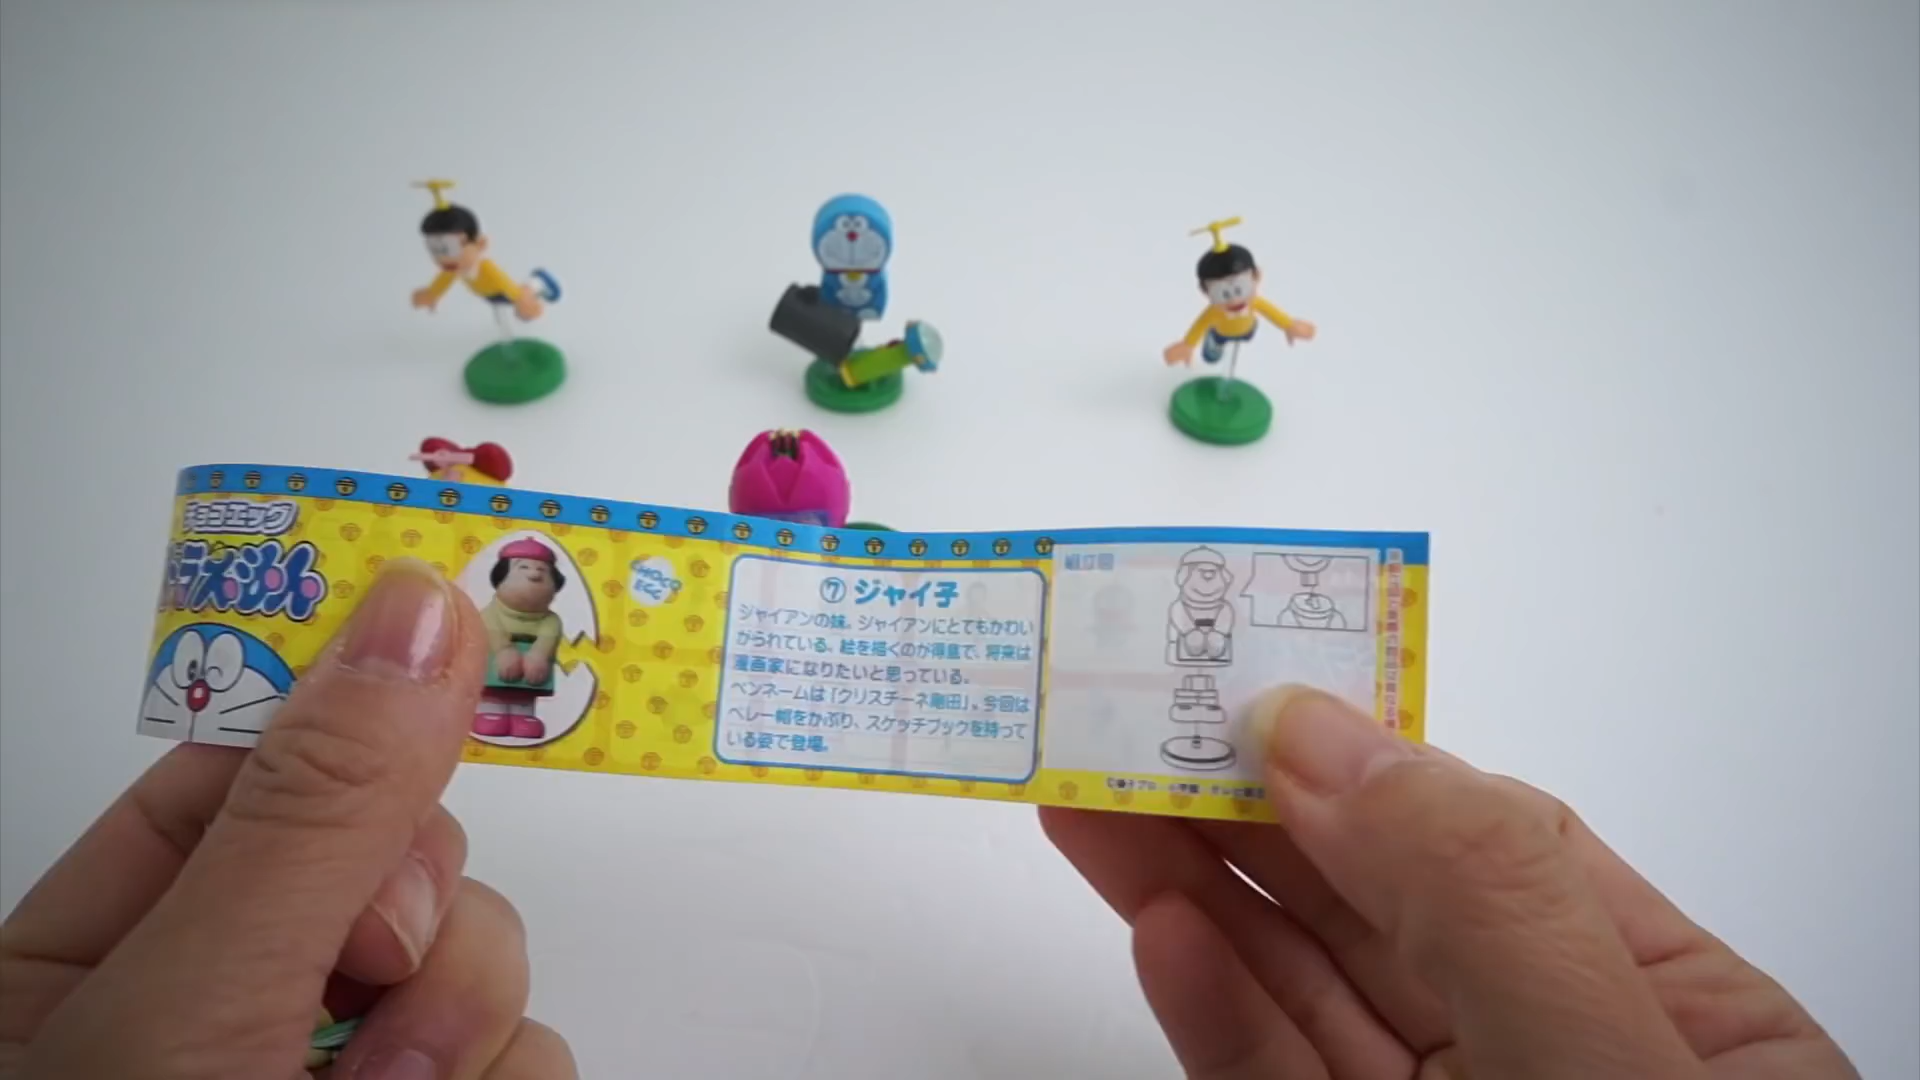 チョコエッグ
ドラえもん
CHOCO
EGG
⑦ ジャイ子
ジャイアンの妹。ジャイアンにとてもかわい
がられている。絵を描くのが得意で、将来は
漫画家になりたいと思っている。
ペンネームは「クリスチーネ剛田」。今回は
ベレー帽をかぶり、スケッチブックを持って
いる姿で登場。
組立図